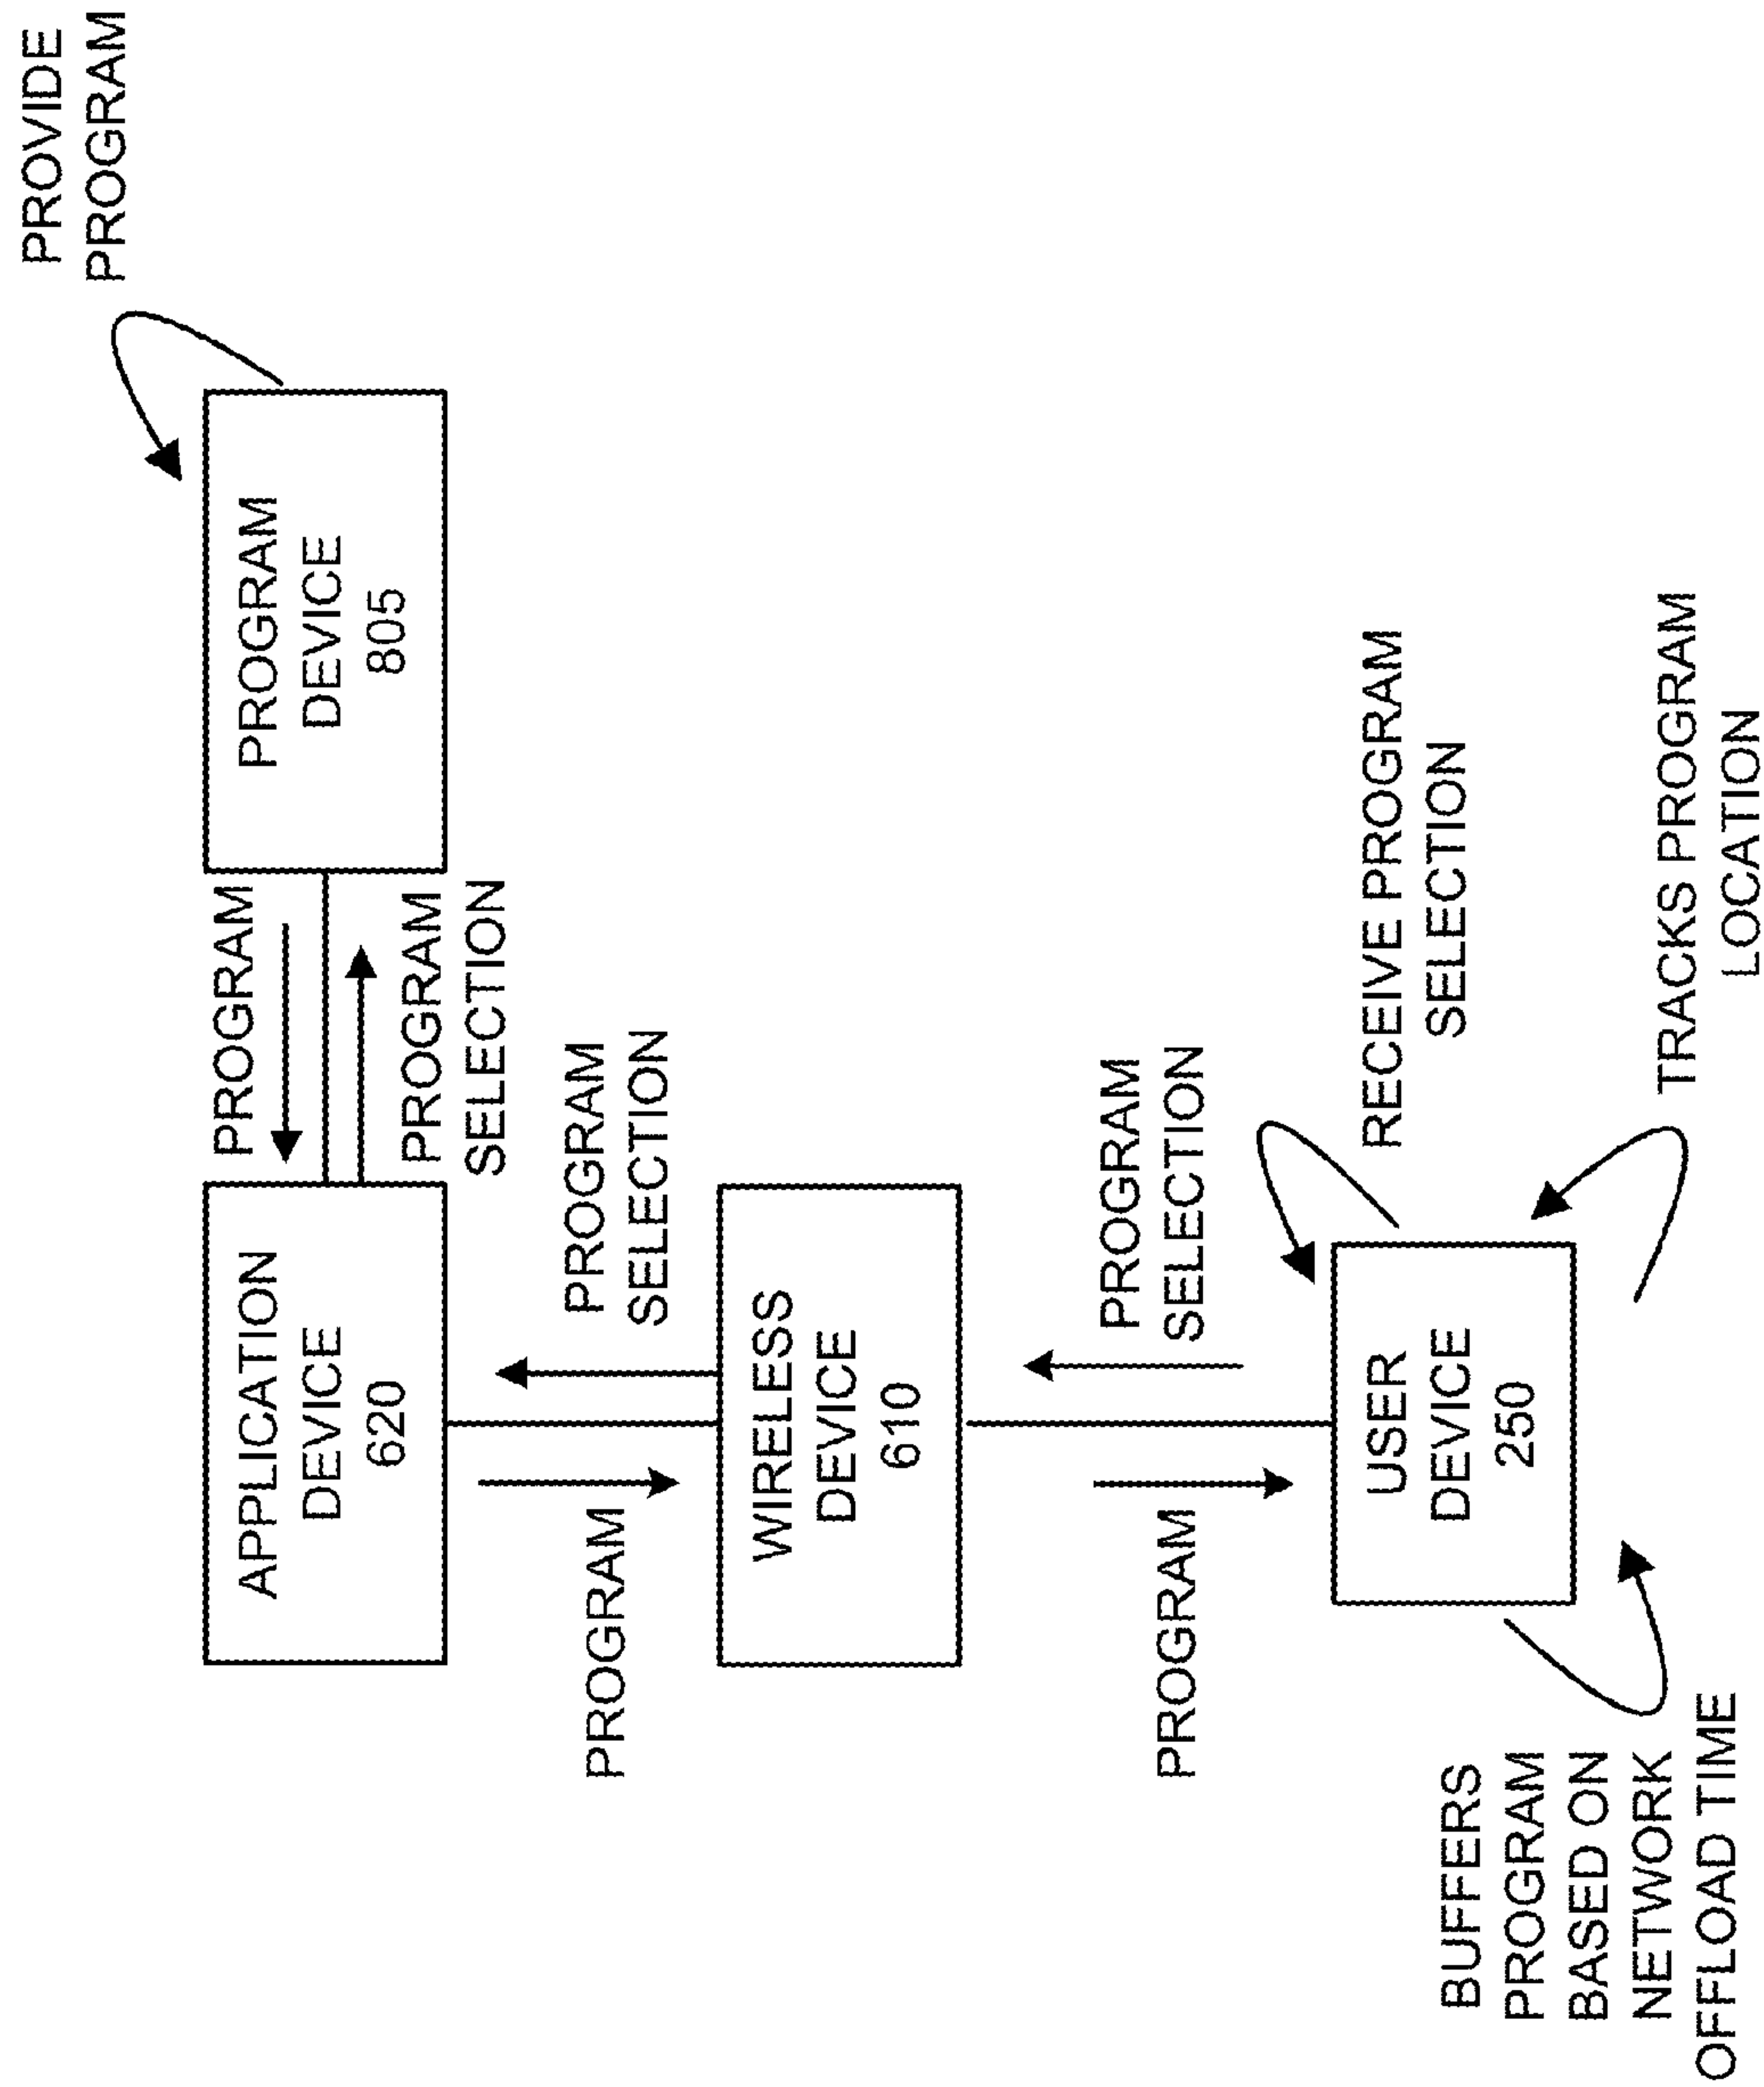 PROVIDE
PROGRAM
PROGRAM
DEVICE
805
PROGRAM
PROGRAM
SELECTION
APPLICATION
DEVICE
620
PROGRAM
SELECTION
PROGRAM
WIRELESS
DEVICE
610
PROGRAM
SELECTION
PROGRAM
RECEIVE PROGRAM
SELECTION
USER
DEVICE
250
TRACKS PROGRAM
LOCATION
BUFFERS
PROGRAM
BASED ON
NETWORK
OFFLOAD TIME